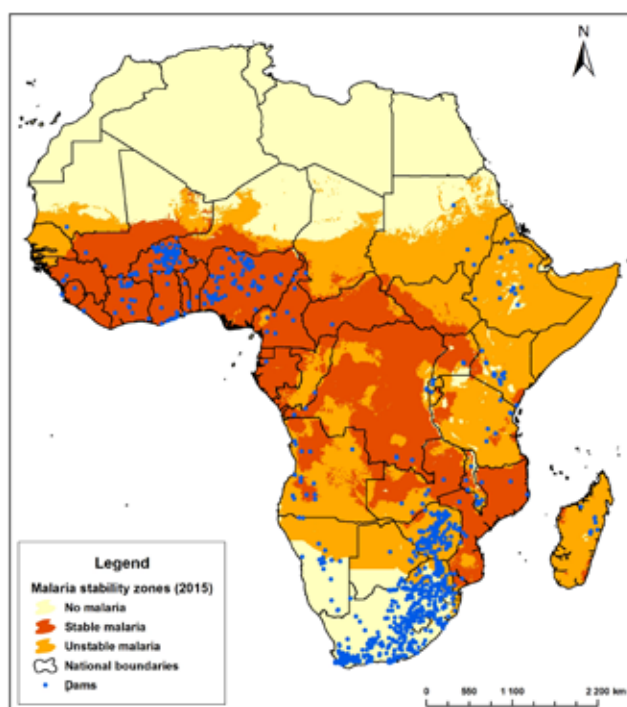 N
Legend
Malaria stability zones (2015)
No malaria
Stable malaria
Unstable malaria
National boundaries
Dams
0 550 1 100 2 200 km